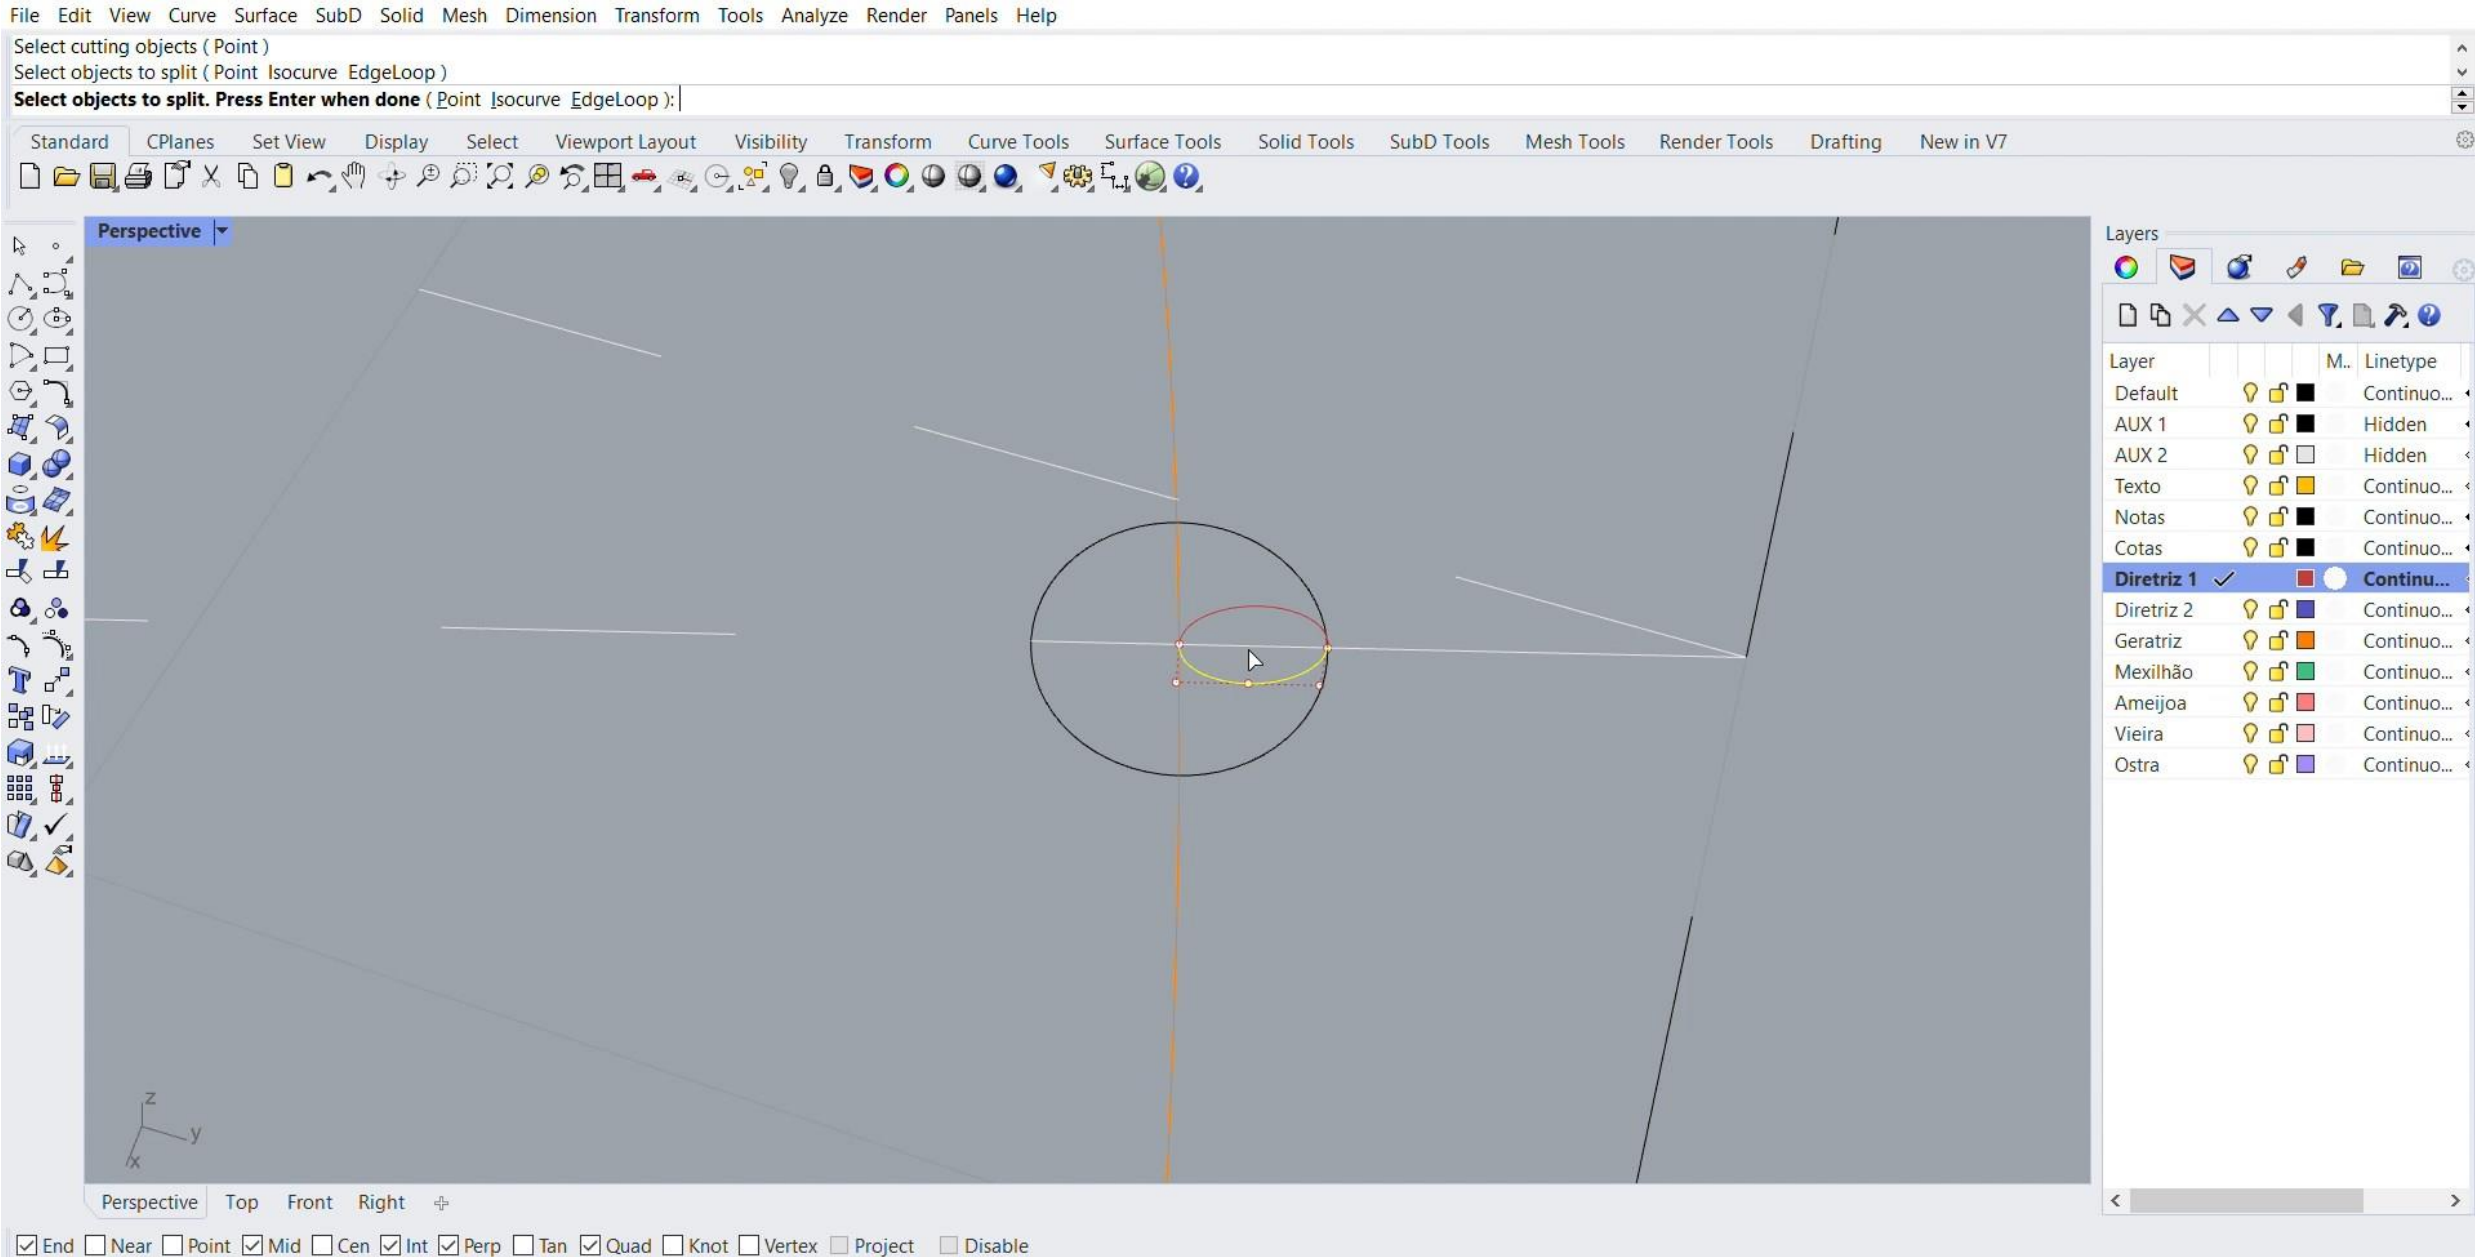 File Edit View Curve Surface SubD Solid Mesh Dimension Transform Tools Analyze Render Panels Help
Select cutting objects ( Point )
Select objects to split ( Point Isocurve EdgeLoop )
Select objects to split. Press Enter when done ( Point Isocurve EdgeLoop ):
Standard CPlanes Set View Display Select Viewport Layout Visibility Transform Curve Tools Surface Tools Solid Tools SubD Tools Mesh Tools Render Tools Drafting New in V7
Perspective
Layers
Layer M.. Linetype
Default Continuo...
AUX 1 Hidden
AUX 2 Hidden
Texto Continuo...
Notas Continuo...
Cotas Continuo...
Diretriz 1 Continu...
Diretriz 2 Continuo...
Geratriz Continuo...
Mexilhão Continuo...
Ameijoa Continuo...
Vieira Continuo...
Ostra Continuo...
z
y
x
Perspective Top Front Right
End Near Point Mid Cen Int Perp Tan Quad Knot Vertex Project Disable